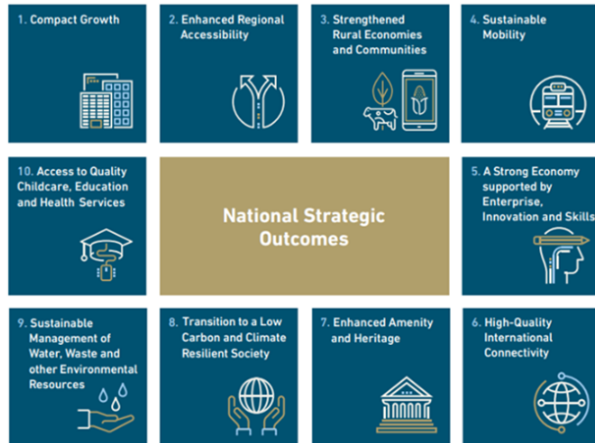 1. Compact Growth
2. Enhanced Regional
Accessibility
3. Strengthened
Rural Economies
and Communities
4. Sustainable
Mobility
10. Access to Quality
Childcare, Education
and Health Services
National Strategic
Outcomes
5. A Strong Economy
supported by
Enterprise,
Innovation and Skills
9. Sustainable
Management of
Water, Waste and
other Environmental
Resources
8. Transition to a Low
Carbon and Climate
Resilient Society
7. Enhanced Amenity
and Heritage
6. High-Quality
International
Connectivity